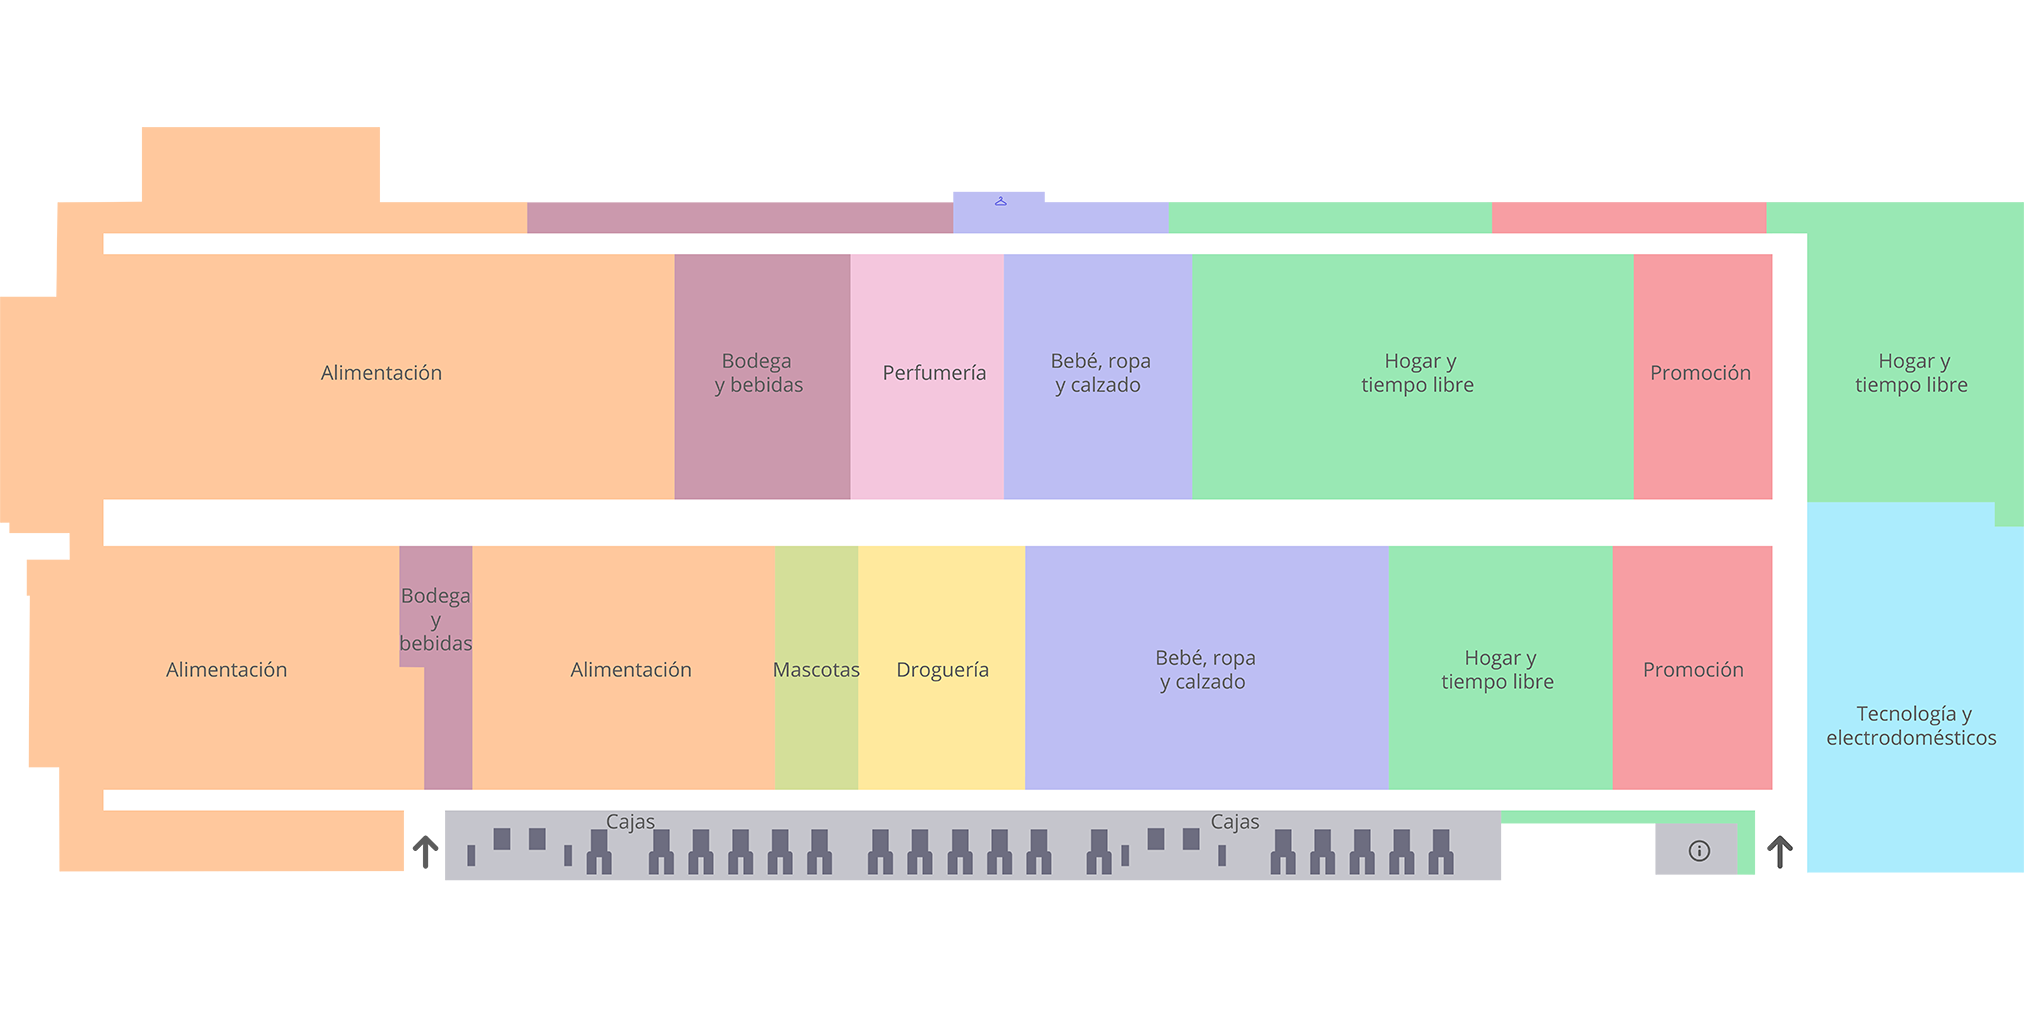 Alimentación
Bodega
y bebidas
Perfumería
Bebé, ropa
y calzado
Hogar y
tiempo libre
Promoción
Hogar y
tiempo libre
Alimentación
Bodega
y
bebidas
Alimentación
Mascotas
Droguería
Bebé, ropa
y calzado
Hogar y
tiempo libre
Promoción
Tecnología y
electrodomésticos
Cajas
Cajas